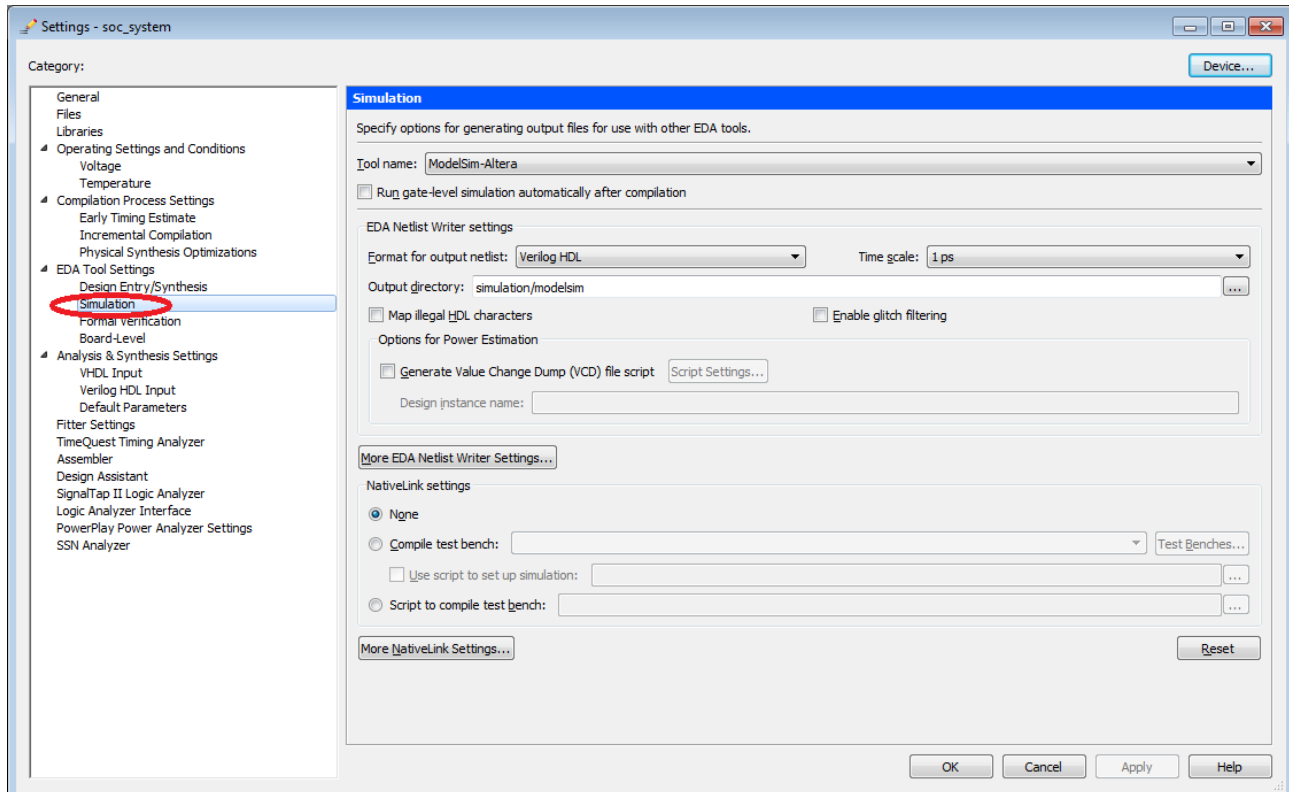 Settings - soc_system
Category:
Device...
General
Files
Libraries
Operating Settings and Conditions
Voltage
Temperature
Compilation Process Settings
Early Timing Estimate
Incremental Compilation
Physical Synthesis Optimizations
EDA Tool Settings
Design Entry/Synthesis
Simulation
Formal Verification
Board-Level
Analysis & Synthesis Settings
VHDL Input
Verilog HDL Input
Default Parameters
Fitter Settings
TimeQuest Timing Analyzer
Assembler
Design Assistant
SignalTap II Logic Analyzer
Logic Analyzer Interface
PowerPlay Power Analyzer Settings
SSN Analyzer
Simulation
Specify options for generating output files for use with other EDA tools.
Tool name: ModelSim-Altera
Run gate-level simulation automatically after compilation
EDA Netlist Writer settings
Format for output netlist: Verilog HDL Time scale: 1 ps
Output directory: simulation/modelsim ...
Map illegal HDL characters Enable glitch filtering
Options for Power Estimation
Generate Value Change Dump (VCD) file script Script Settings...
Design instance name:
More EDA Netlist Writer Settings...
NativeLink settings
None
Compile test bench: Test Benches...
Use script to set up simulation: ...
Script to compile test bench: ...
More NativeLink Settings... Reset
OK Cancel Apply Help